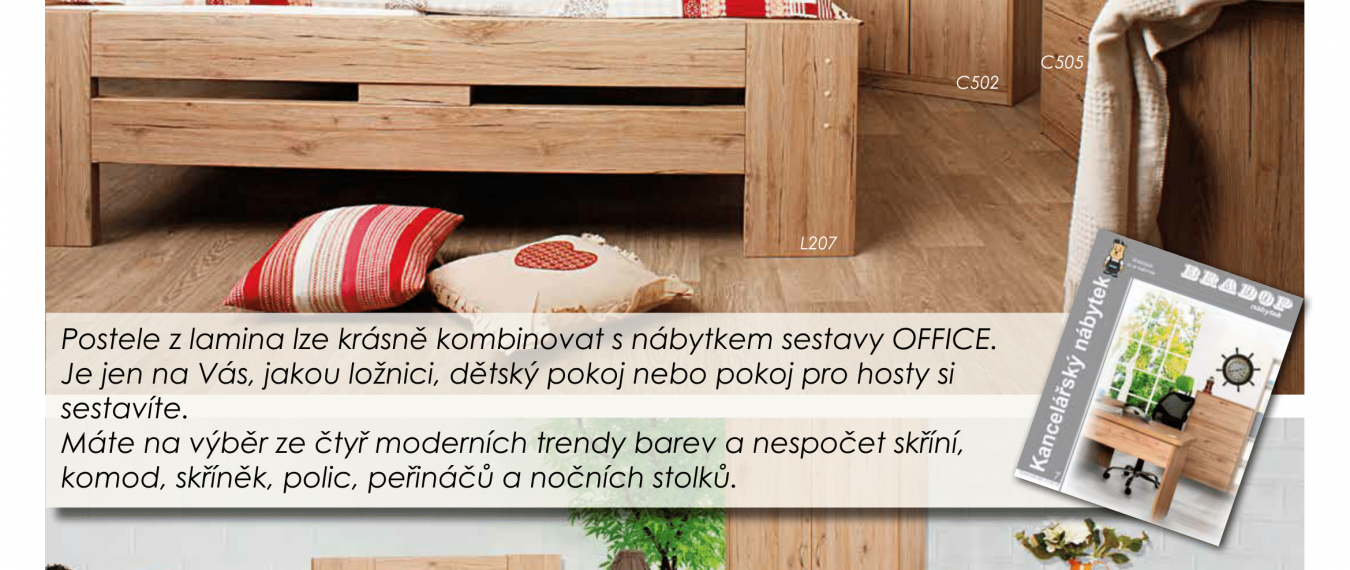 C505
C502
L207
Postele z lamina lze krásně kombinovat s nábytkem sestavy OFFICE.
Je jen na Vás, jakou ložnici, dětský pokoj nebo pokoj pro hosty si
sestavíte.
Máte na výběr ze čtyř moderních trendy barev a nespočet skříní,
komod, skříněk, polic, peřináčů a nočních stolků.
BRADOP
nábytek
Kancelářský nábytek